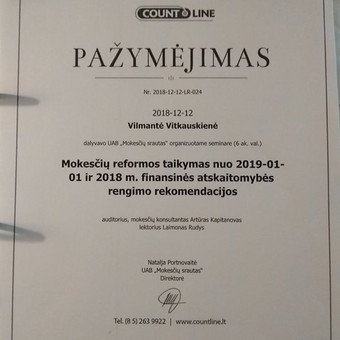 COUNT LINE
PAŽYMĖJIMAS
Nr. 2018-12-12-LR-024
2018-12-12
Vilmantė Vitkauskienė
dalyvavo UAB „Mokesčių srautas" organizuotame seminare (6 ak. val.)
Mokesčių reformos taikymas nuo 2019-01-
01 ir 2018 m. finansinės atskaitomybės
rengimo rekomendacijos
auditorius, mokesčių konsultantas Artūras Kapitanovas
lektorius Laimonas Rudys
Natalja Portnovaitė
UAB „Mokesčių srautas"
Direktorė
Tel. (8 5) 263 9922 | www.countline.lt